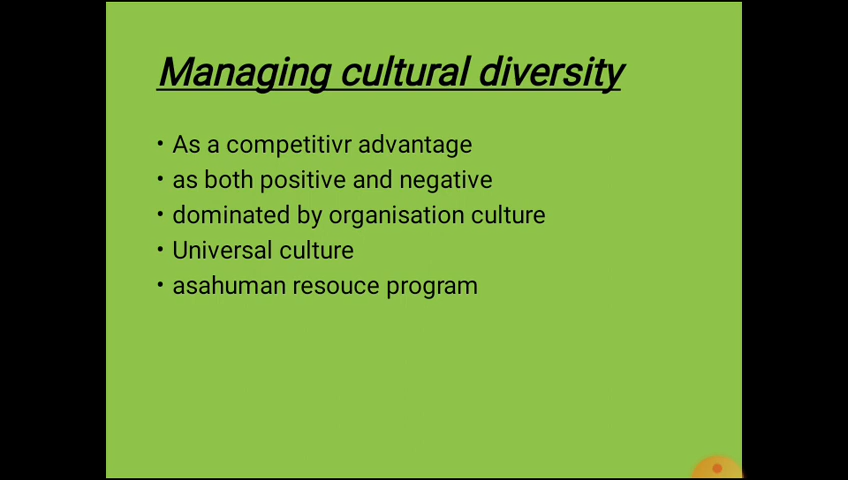 Managing cultural diversity
• As a competitivr advantage
• as both positive and negative
• dominated by organisation culture
• Universal culture
• asahuman resouce program